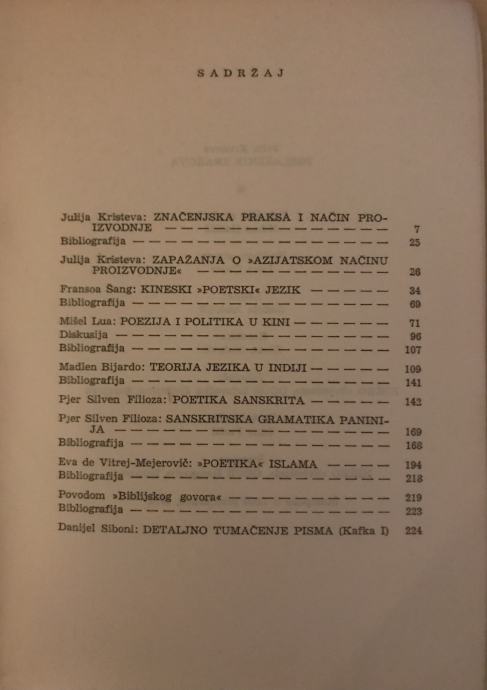 SADRŽAJ
Julija Kristeva: ZNAČENJSKA PRAKSA I NAČIN PRO-
IZVODNJE — — — — — — — — — — — — 7
Bibliografija — — — — — — — — — — — — — — 25
Julija Kristeva: ZAPAŽANJA O »AZIJATSKOM NAČINU
PROIZVODNJE« — — — — — — — — — — 26
Fransoa Šang: KINESKI »POETSKI« JEZIK — — — — 34
Bibliografija — — — — — — — — — — — — — — 69
Mišel Lua: POEZIJA I POLITIKA U KINI — — — — — 71
Diskusija — — — — — — — — — — — — — — — 96
Bibliografija — — — — — — — — — — — — — — 107
Madlen Bijardo: TEORIJA JEZIKA U INDIJI — — — — 109
Bibliografija — — — — — — — — — — — — — — 141
Pjer Silven Filioza: POETIKA SANSKRITA — — — — 142
Pjer Silven Filioza: SANSKRITSKA GRAMATIKA PANINI-
JA — — — — — — — — — — — — — — 169
Bibliografija — — — — — — — — — — — — — — 168
Eva de Vitrej-Mejerovič: »POETIKA« ISLAMA — — — 194
Bibliografija — — — — — — — — — — — — — — 218
Povodom »Biblijskog govora« — — — — — — — — — 219
Bibliografija — — — — — — — — — — — — — — 223
Danijel Siboni: DETALJNO TUMAČENJE PISMA (Kafka I) 224